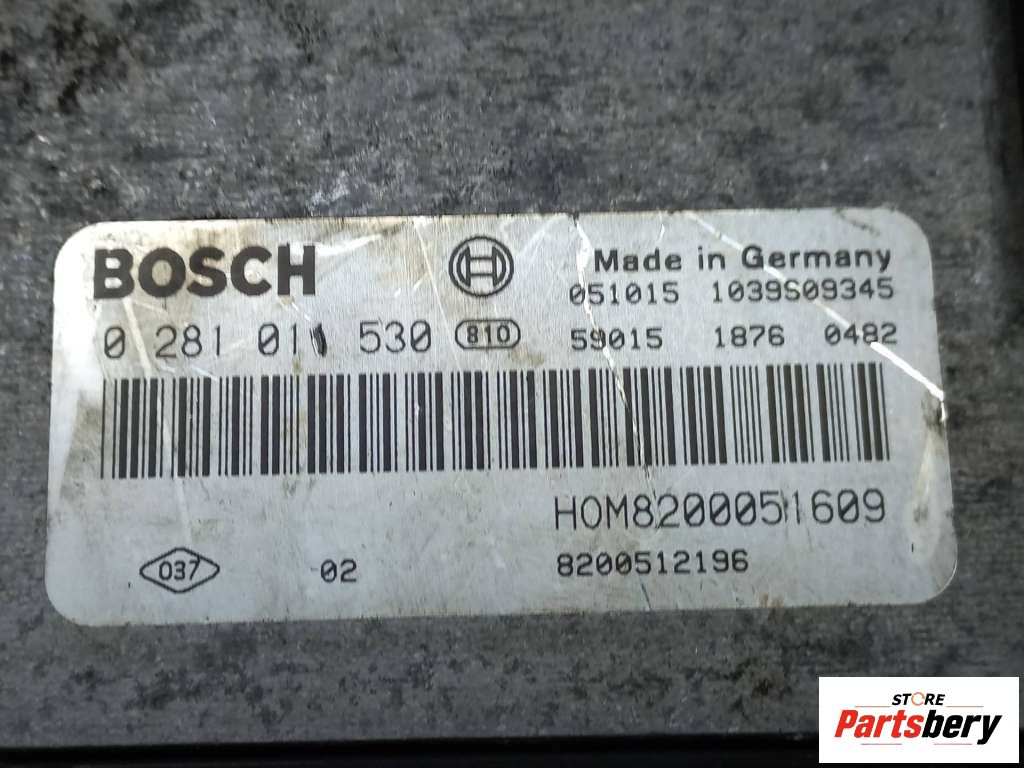 BOSCH
Made in Germany
051015 1039S09345
0 281 011 530 810 59015 1876 0482
HOM8200051609
037 02 8200512196
STORE
Partsbery